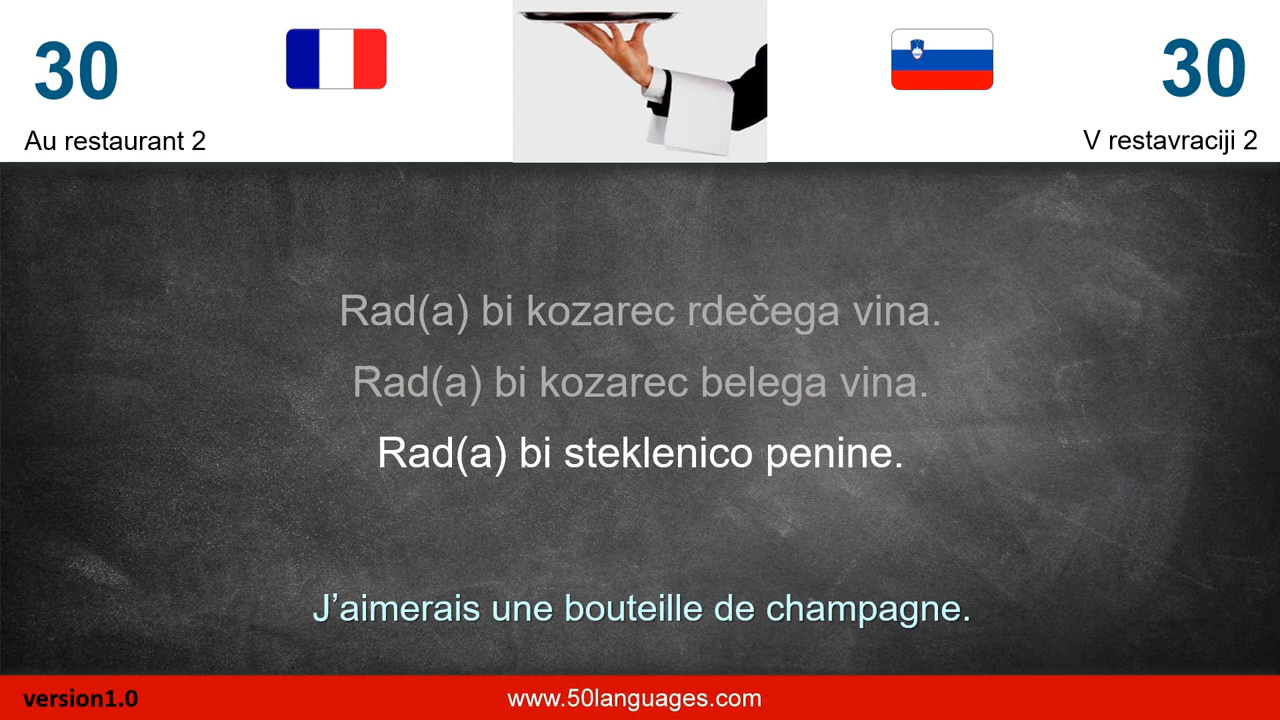 30
30
Au restaurant 2
V restavraciji 2
Rad(a) bi kozarec rdečega vina.
Rad(a) bi kozarec belega vina.
Rad(a) bi steklenico penine.
J’aimerais une bouteille de champagne.
version1.0
www.50languages.com